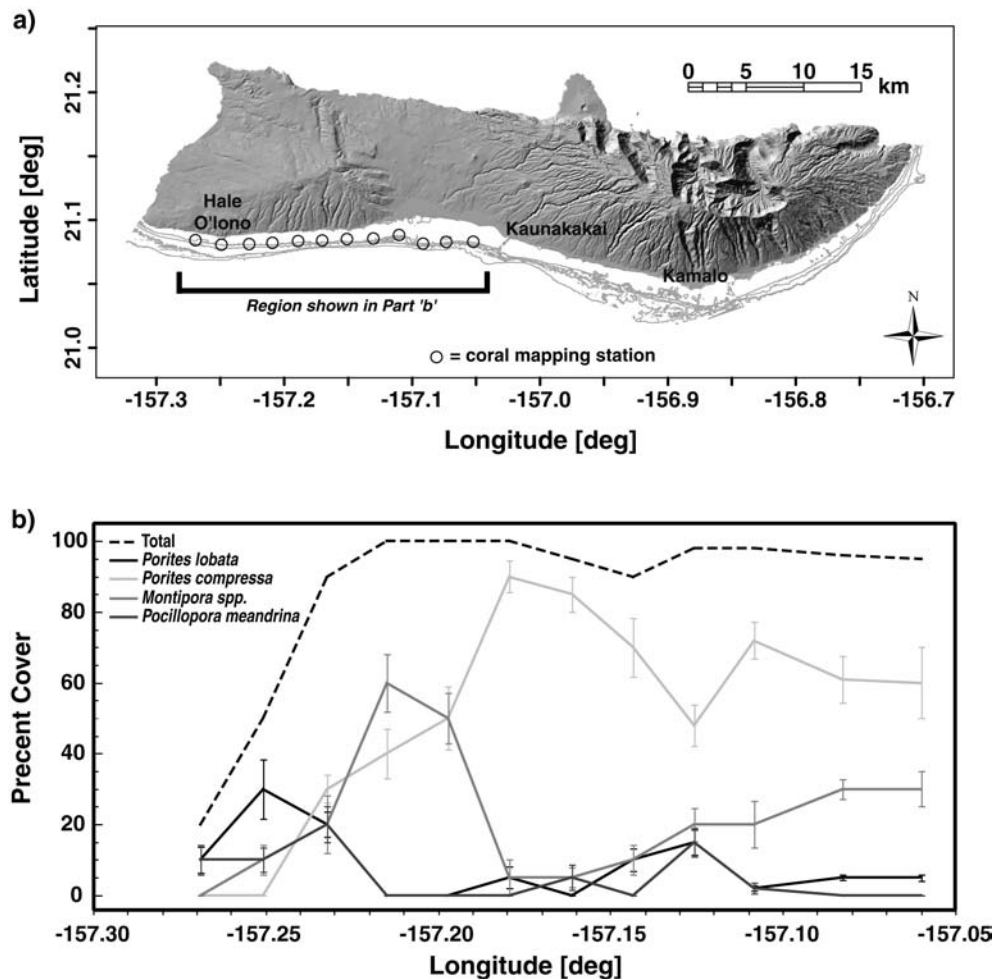 a)
0 5 10 15
km
21.2
21.1
21.0
Latitude [deg]
Hale
O'lono
Kaunakakai
Kamalo
Region shown in Part 'b'
N
= coral mapping station
-157.3 -157.2 -157.1 -157.0 -156.9 -156.8 -156.7
Longitude [deg]
b)
Total
Porites lobata
Porites compressa
Montipora spp.
Pocillopora meandrina
100
80
60
40
20
0
Precent Cover
-157.30 -157.25 -157.20 -157.15 -157.10 -157.05
Longitude [deg]